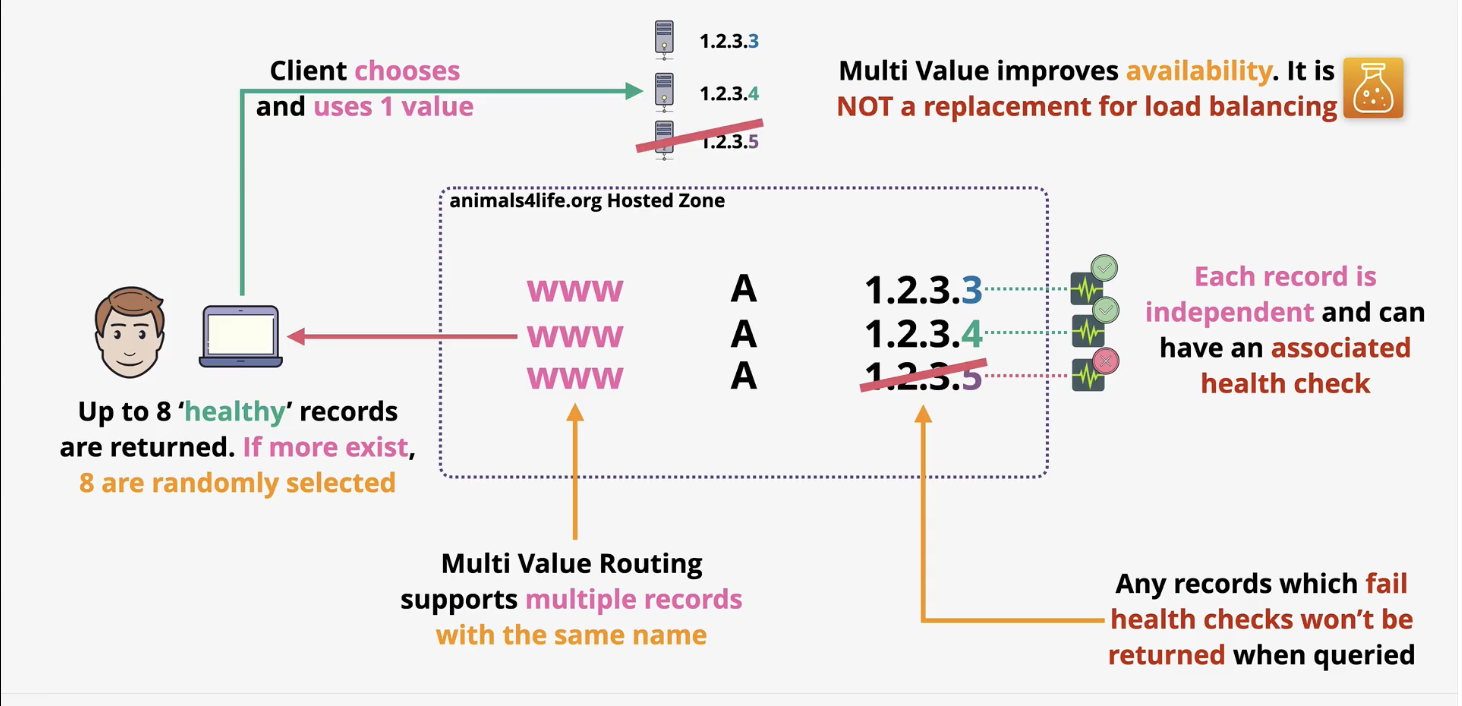 1.2.3.3
Client chooses
and uses 1 value
1.2.3.4
1.2.3.5
Multi Value improves availability. It is
NOT a replacement for load balancing
animals4life.org Hosted Zone
www A 1.2.3.3
www A 1.2.3.4
www A 1.2.3.5
Each record is
independent and can
have an associated
health check
Up to 8 ‘healthy’ records
are returned. If more exist,
8 are randomly selected
Multi Value Routing
supports multiple records
with the same name
Any records which fail
health checks won’t be
returned when queried